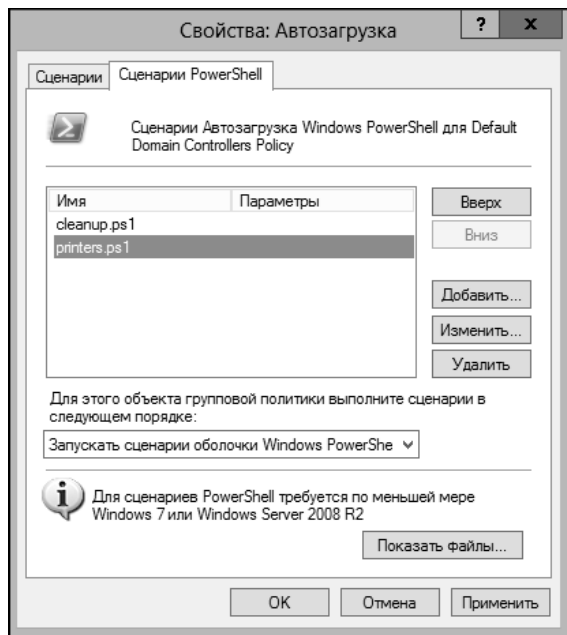 Свойства: Автозагрузка
?
x
Сценарии
Сценарии PowerShell
Сценарии Автозагрузка Windows PowerShell для Default
Domain Controllers Policy
Имя
Параметры
Вверх
cleanup.ps1
Вниз
printers.ps1
Добавить...
Изменить...
Удалить
Для этого объекта групповой политики выполните сценарии в
следующем порядке:
Запускать сценарии оболочки Windows PowerShe
i
Для сценариев PowerShell требуется по меньшей мере
Windows 7 или Windows Server 2008 R2
Показать файлы...
OK
Отмена
Применить